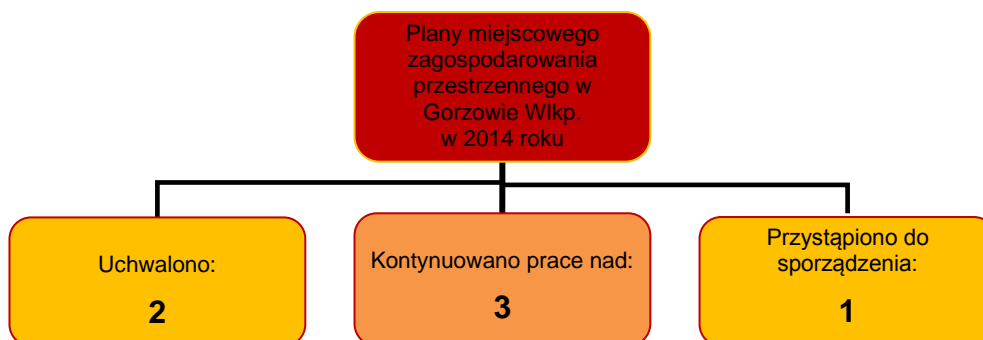 Plany miejscowego
zagospodarowania
przestrzennego w
Gorzowie Wlkp.
w 2014 roku
Uchwalono:
2
Kontynuowano prace nad:
3
Przystąpiono do
sporządzenia:
1